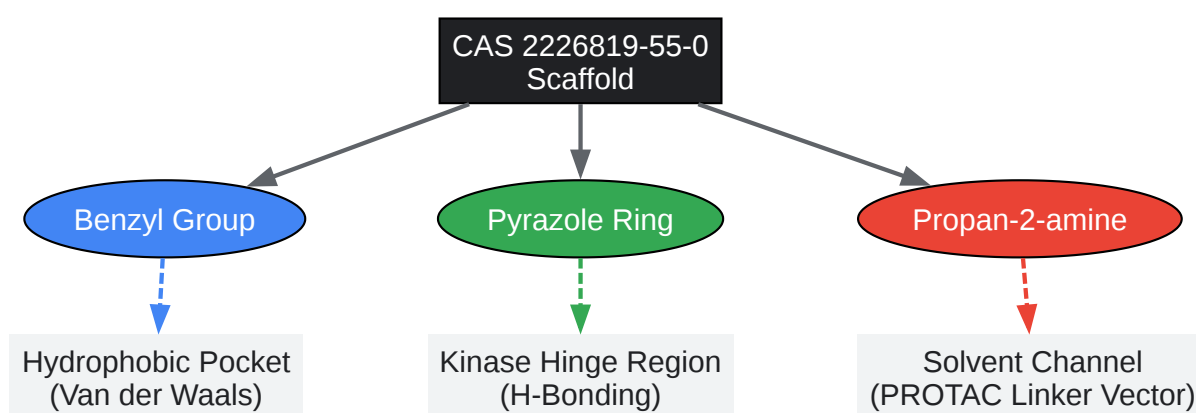 CAS 2226819-55-0
Scaffold
Benzyl Group
Pyrazole Ring
Propan-2-amine
Hydrophobic Pocket
(Van der Waals)
Kinase Hinge Region
(H-Bonding)
Solvent Channel
(PROTAC Linker Vector)